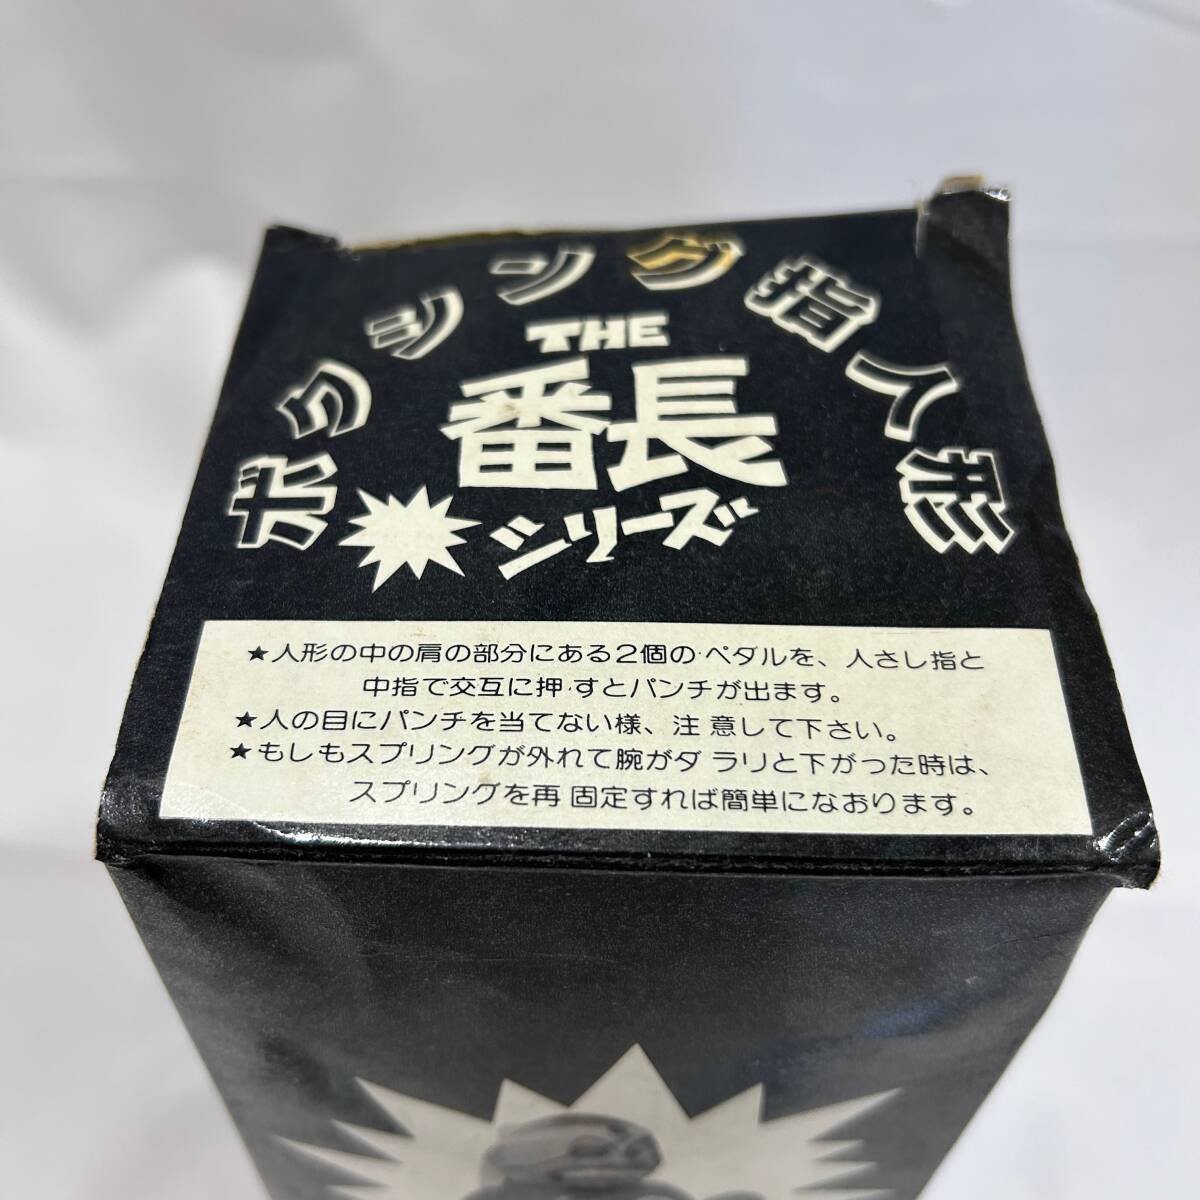 ボクシング指人形
THE
番長
シリーズ
★人形の中の肩の部分にある2個のペダルを、人さし指と
中指で交互に押すとパンチが出ます。
★人の目にパンチを当てない様、注意して下さい。
★もしもスプリングが外れて腕がダラリと下がった時は、
スプリングを再固定すれば簡単になおります。